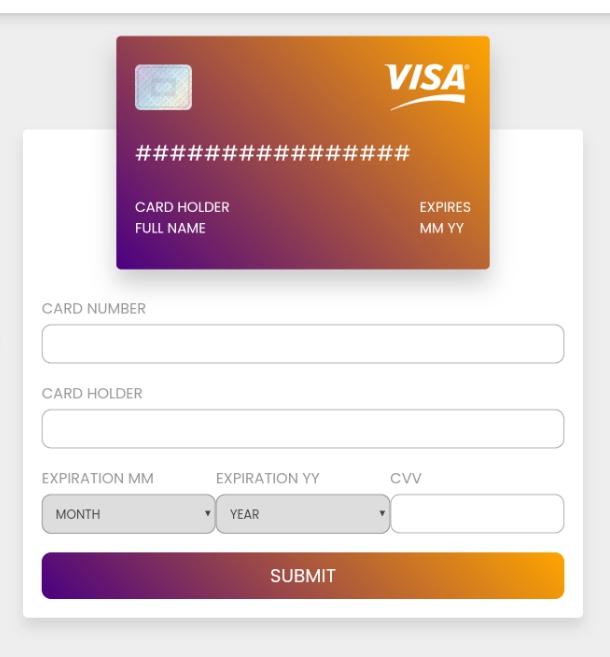 VISA
################
CARD HOLDER
FULL NAME
EXPIRES
MM YY
CARD NUMBER
CARD HOLDER
EXPIRATION MM
EXPIRATION YY
CVV
MONTH
YEAR
SUBMIT